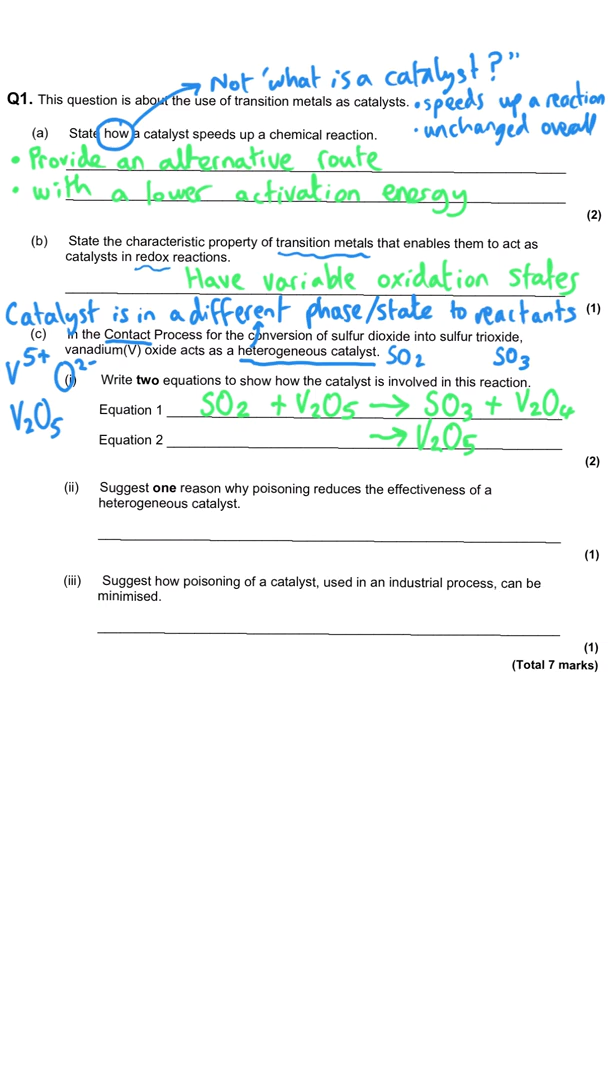 Not 'what is a catalyst?"
Q1. This question is about the use of transition metals as catalysts. • speeds up a reaction
• unchanged overall
(a) State how a catalyst speeds up a chemical reaction.
• Provide an alternative route
• with a lower activation energy
(2)
(b) State the characteristic property of transition metals that enables them to act as
catalysts in redox reactions.
Have variable oxidation states
Catalyst is in a different phase/state to reactants (1)
(c) In the Contact Process for the conversion of sulfur dioxide into sulfur trioxide,
vanadium(V) oxide acts as a heterogeneous catalyst. SO2 SO3
V5+ O2-
(i) Write two equations to show how the catalyst is involved in this reaction.
V2O5
Equation 1 SO2 + V2O5 → SO3 + V2O4
Equation 2 → V2O5
(2)
(ii) Suggest one reason why poisoning reduces the effectiveness of a
heterogeneous catalyst.
(1)
(iii) Suggest how poisoning of a catalyst, used in an industrial process, can be
minimised.
(1)
(Total 7 marks)